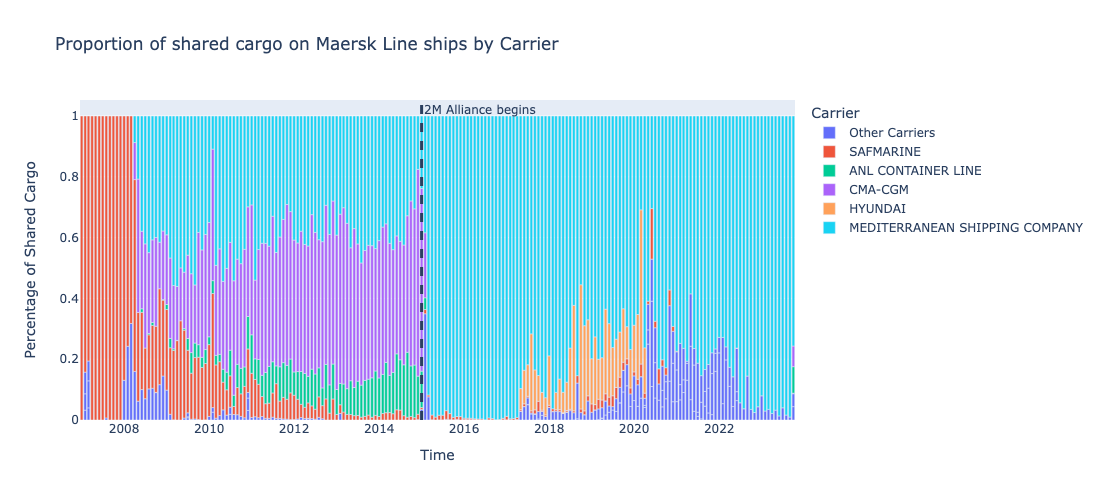 Proportion of shared cargo on Maersk Line ships by Carrier
2M Alliance begins
Percentage of Shared Cargo
1
0.8
0.6
0.4
0.2
0
2008 2010 2012 2014 2016 2018 2020 2022
Time
Carrier
Other Carriers
SAFMARINE
ANL CONTAINER LINE
CMA-CGM
HYUNDAI
MEDITERRANEAN SHIPPING COMPANY